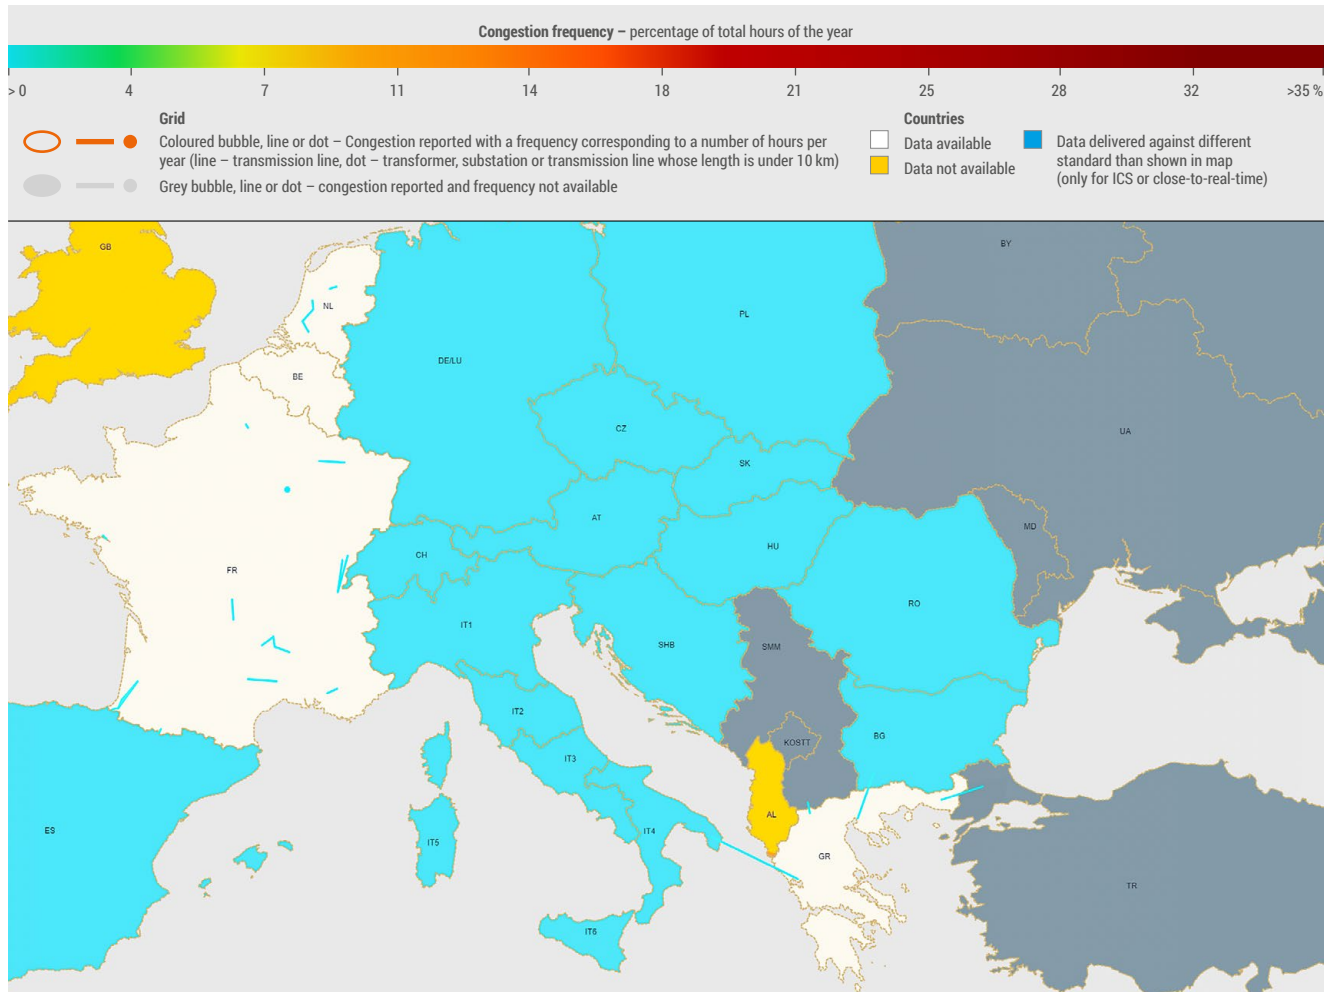 Congestion frequency – percentage of total hours of the year
> 0 4 7 11 14 18 21 25 28 32 >35 %
Grid
Coloured bubble, line or dot – Congestion reported with a frequency corresponding to a number of hours per
year (line – transmission line, dot – transformer, substation or transmission line whose length is under 10 km)
Grey bubble, line or dot – congestion reported and frequency not available
Countries
Data available
Data not available
Data delivered against different
standard than shown in map
(only for ICS or close-to-real-time)
GB
BY
NL
PL
DE/LU
BE
CZ
UA
SK
AT
MD
HU
CH
FR
RO
IT1
SHB
SMM
IT2
BG
KOSTT
IT3
AL
ES
IT4
IT5
GR
TR
IT6